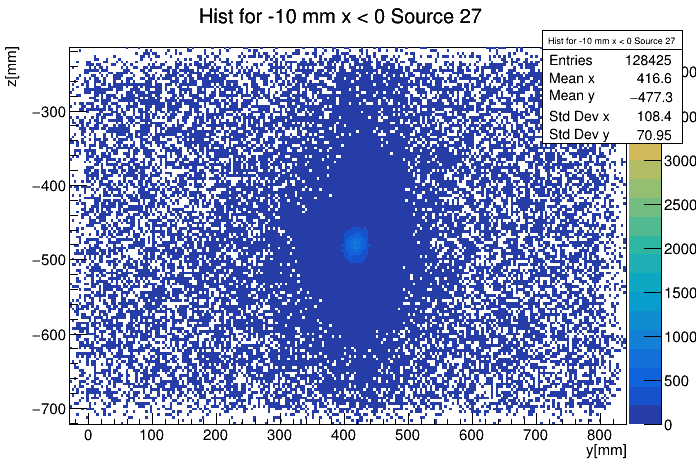 Hist for -10 mm x < 0 Source 27
Hist for -10 mm x < 0 Source 27
Entries 128425
Mean x 416.6
Mean y −477.3
Std Dev x 108.4
Std Dev y 70.95
z[mm]
−300
−400
−500
−600
−700
0 100 200 300 400 500 600 700 800
y[mm]
3000
2500
2000
1500
1000
500
0